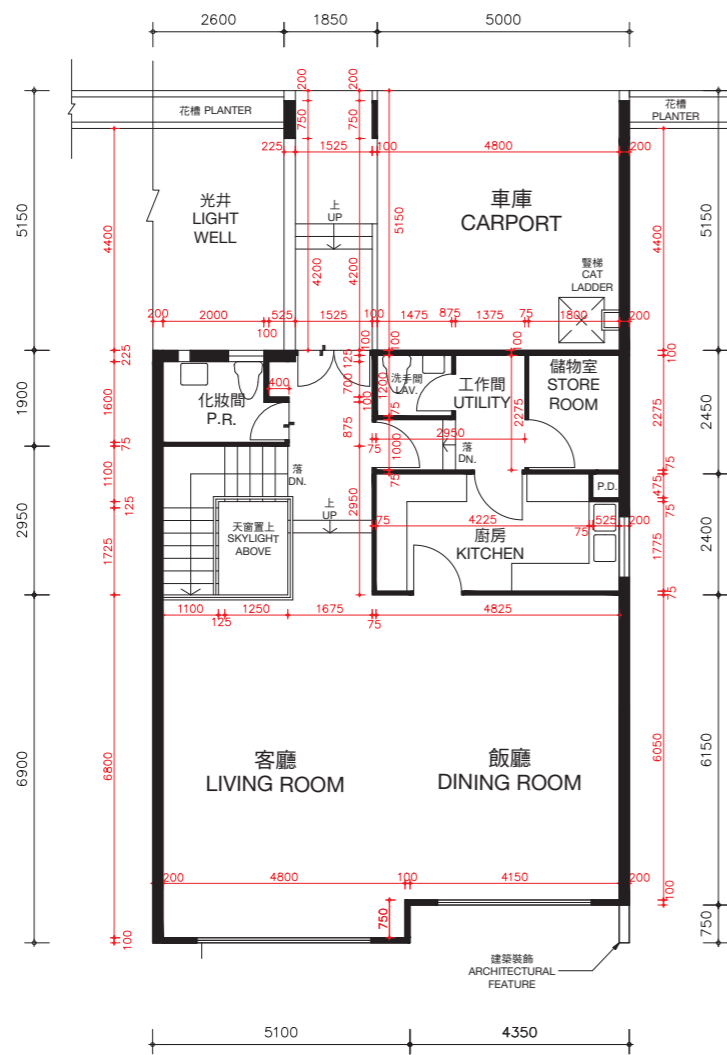 2600
1850
5000
花槽 PLANTER
花槽
PLANTER
200
200
750
750
225
1525
100
4800
200
5150
4400
光井
LIGHT
WELL
上
UP
車庫
CARPORT
5150
4200
4200
豎梯
CAT
LADDER
4400
5150
200
2000
100
525
1525
100
1475
875
1375
75
1800
200
225
100
125
100
100
100
1900
1600
化妝間
P.R.
400
700
100
1200
洗手間
LAV.
工作間
UTILITY
儲物室
STORE
ROOM
2275
2275
2450
75
875
75
2950
75
1000
落
DN.
75
1100
落
DN.
75
475
P.D.
2950
125
2950
上
UP
75
4225
75
525
200
天窗置上
SKYLIGHT
ABOVE
廚房
KITCHEN
1725
1775
2400
1100
125
1250
1675
75
4825
75
6900
6800
客廳
LIVING ROOM
飯廳
DINING ROOM
6050
6150
200
4800
100
4150
200
100
750
750
100
建築裝飾
ARCHITECTURAL
FEATURE
5100
4350